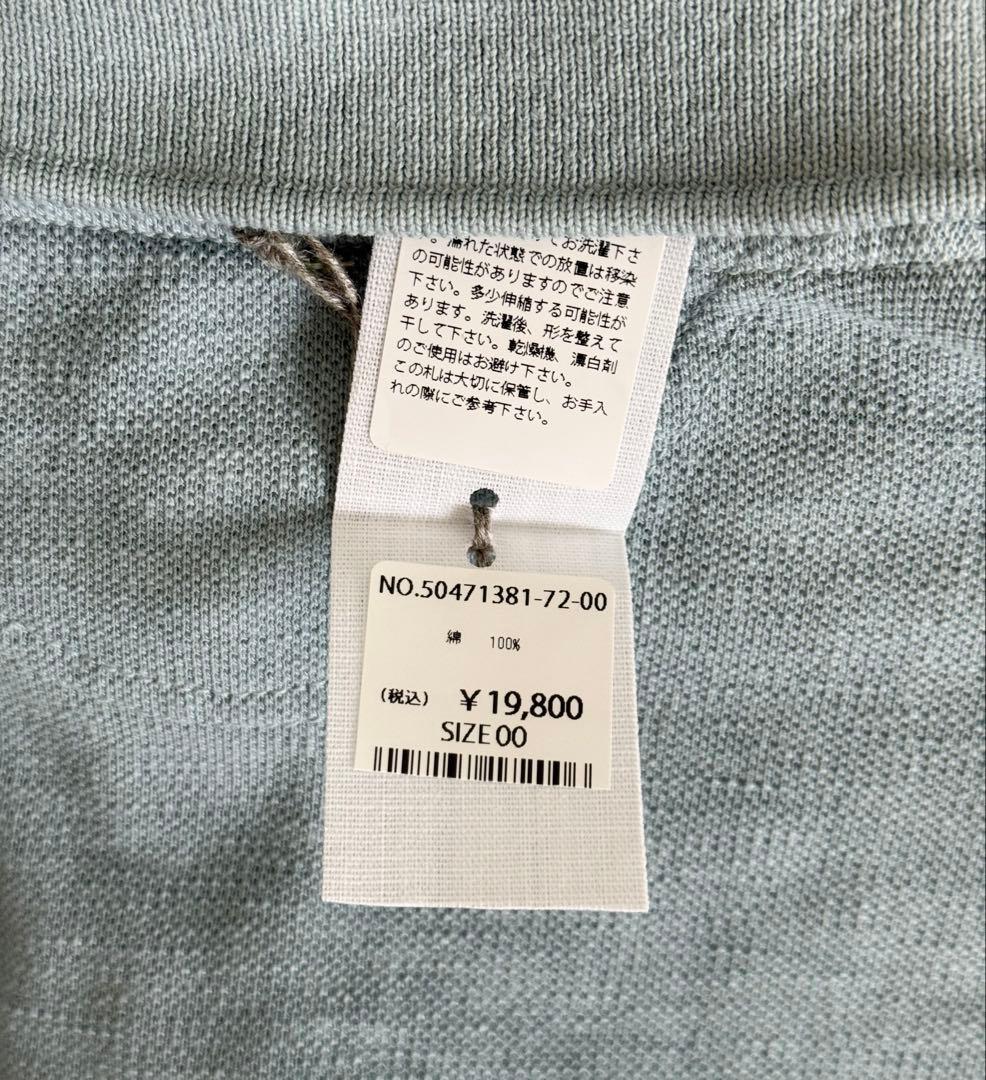 てお洗濯下さ
。濡れた状態での放置は移染
の可能性がありますのでご注意
下さい。多少伸縮する可能性が
あります。洗濯後、形を整えて
干して下さい。乾燥機、漂白剤
のご使用はお避け下さい。
この札は大切に保管し、お手入
れの際にご参考下さい。
NO.50471381-72-00
綿 100%
(税込) ¥19,800
SIZE 00